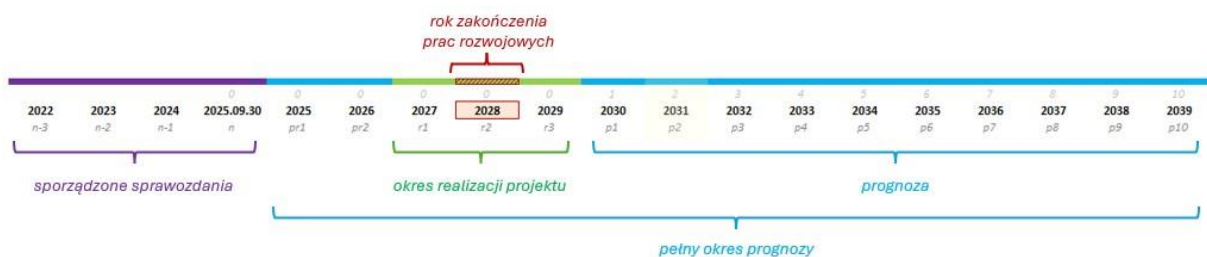 rok zakończenia
prac rozwojowych
0 0 0 0 0 0 1 2 3 4 5 6 7 8 9 10
2022 2023 2024 2025.09.30 2025 2026 2027 2028 2029 2030 2031 2032 2033 2034 2035 2036 2037 2038 2039
n-3 n-2 n-1 n pr1 pr2 r1 r2 r3 p1 p2 p3 p4 p5 p6 p7 p8 p9 p10
sporządzone sprawozdania okres realizacji projektu prognoza
pełny okres prognozy